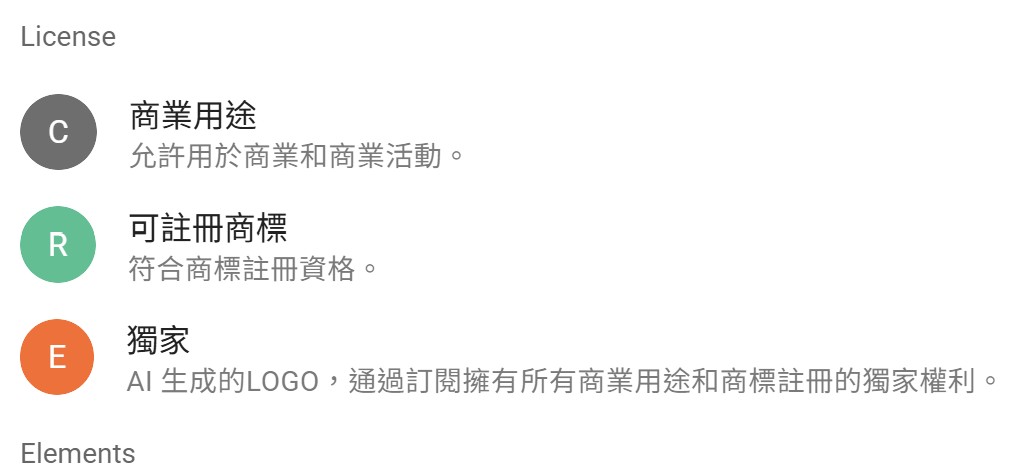 License
C
商業用途
允許用於商業和商業活動。
R
可註冊商標
符合商標註冊資格。
E
獨家
AI 生成的LOGO，通過訂閱擁有所有商業用途和商標註冊的獨家權利。
Elements